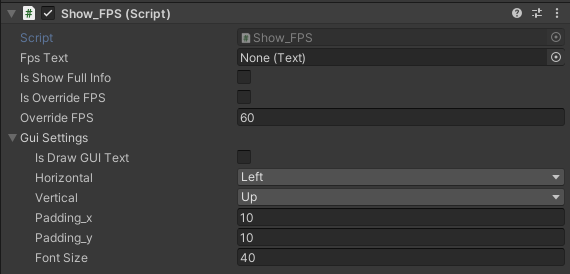 Show_FPS (Script)
Script Show_FPS
Fps Text None (Text)
Is Show Full Info
Is Override FPS
Override FPS 60
Gui Settings
Is Draw GUI Text
Horizontal Left
Vertical Up
Padding_x 10
Padding_y 10
Font Size 40